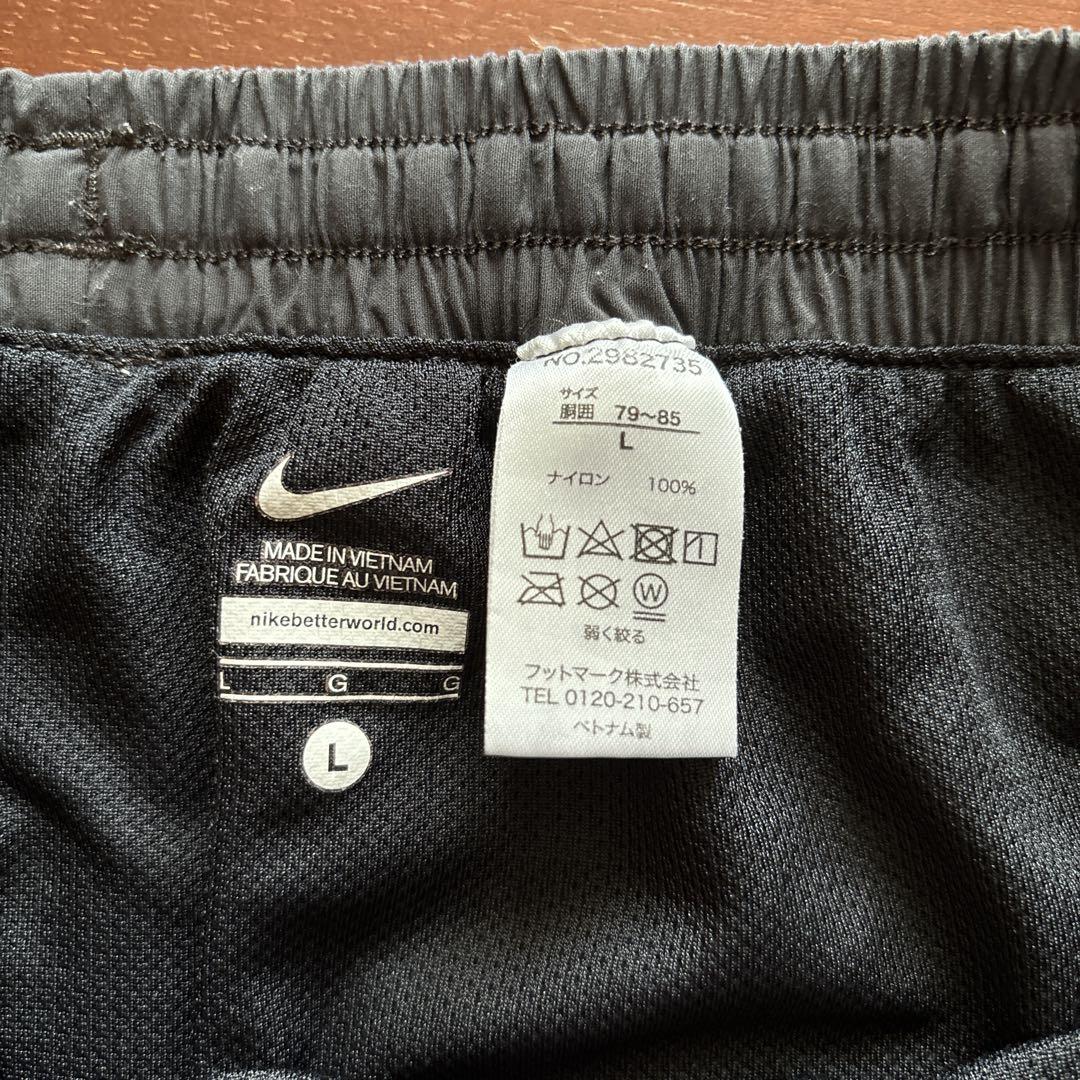 MADE IN VIETNAM
FABRIQUE AU VIETNAM
nikebetterworld.com
L G G
L
NO.2982735
サイズ
胴囲 79~85
L
ナイロン 100%
W
弱く絞る
フットマーク株式会社
TEL 0120-210-657
ベトナム製